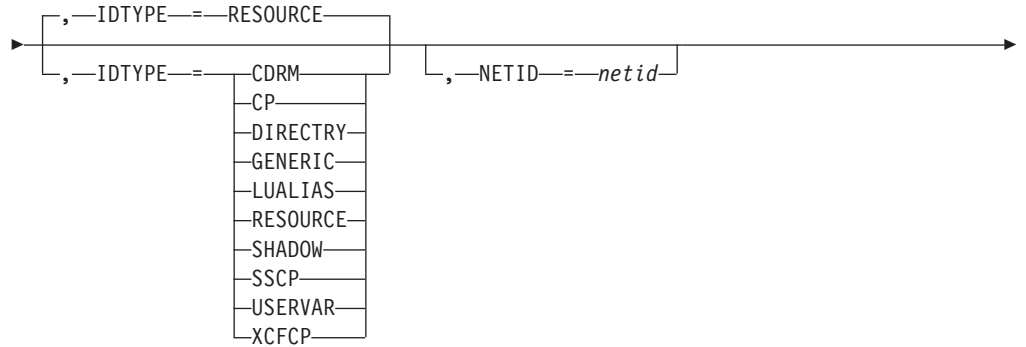 , IDTYPE = RESOURCE
, IDTYPE = CDRM , NETID = netid
CP
DIRECTRY
GENERIC
LUALIAS
RESOURCE
SHADOW
SSCP
USERVAR
XCFCP